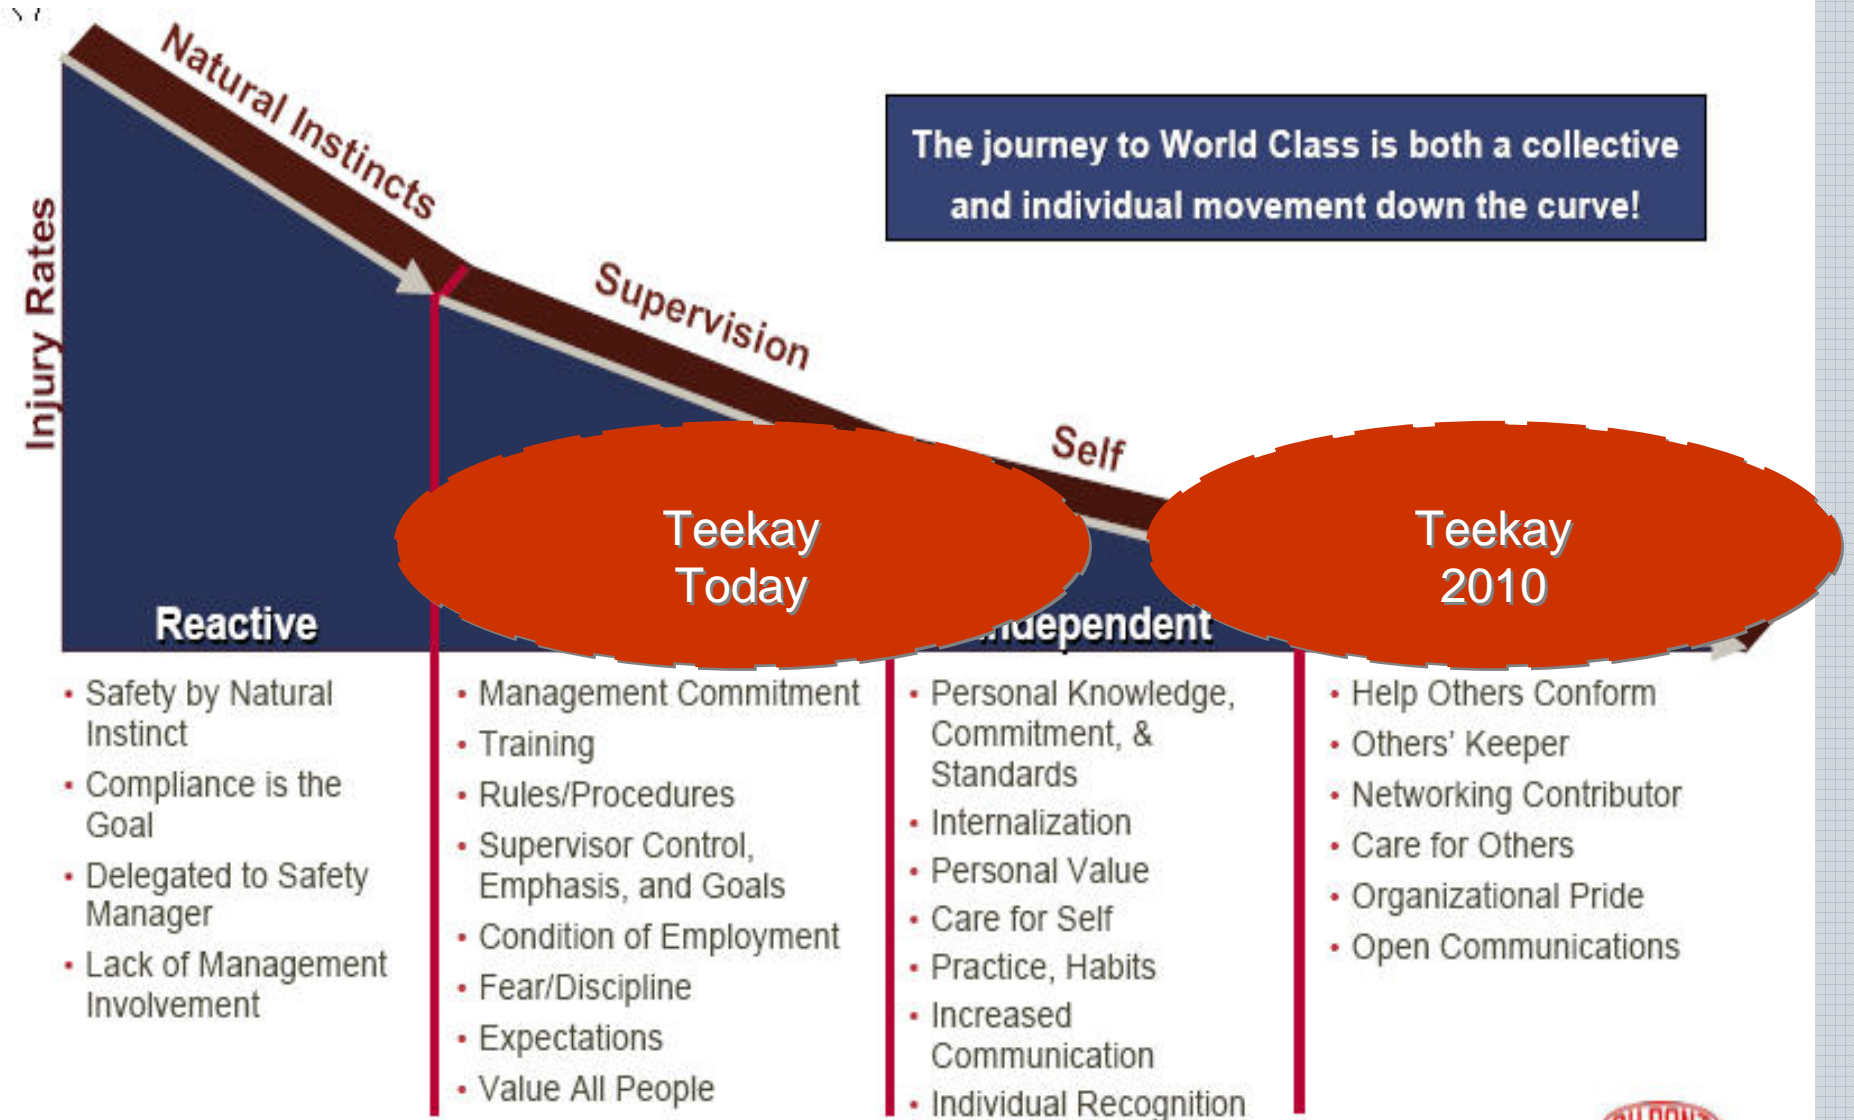 Natural Instincts
The journey to World Class is both a collective
and individual movement down the curve!
Injury Rates
Supervision
Self
Teekay
Today
Teekay
2010
Reactive
Independent
• Safety by Natural
Instinct
• Compliance is the
Goal
• Delegated to Safety
Manager
• Lack of Management
Involvement
• Management Commitment
• Training
• Rules/Procedures
• Supervisor Control,
Emphasis, and Goals
• Condition of Employment
• Fear/Discipline
• Expectations
• Value All People
• Personal Knowledge,
Commitment, &
Standards
• Internalization
• Personal Value
• Care for Self
• Practice, Habits
• Increased
Communication
• Individual Recognition
• Help Others Conform
• Others' Keeper
• Networking Contributor
• Care for Others
• Organizational Pride
• Open Communications